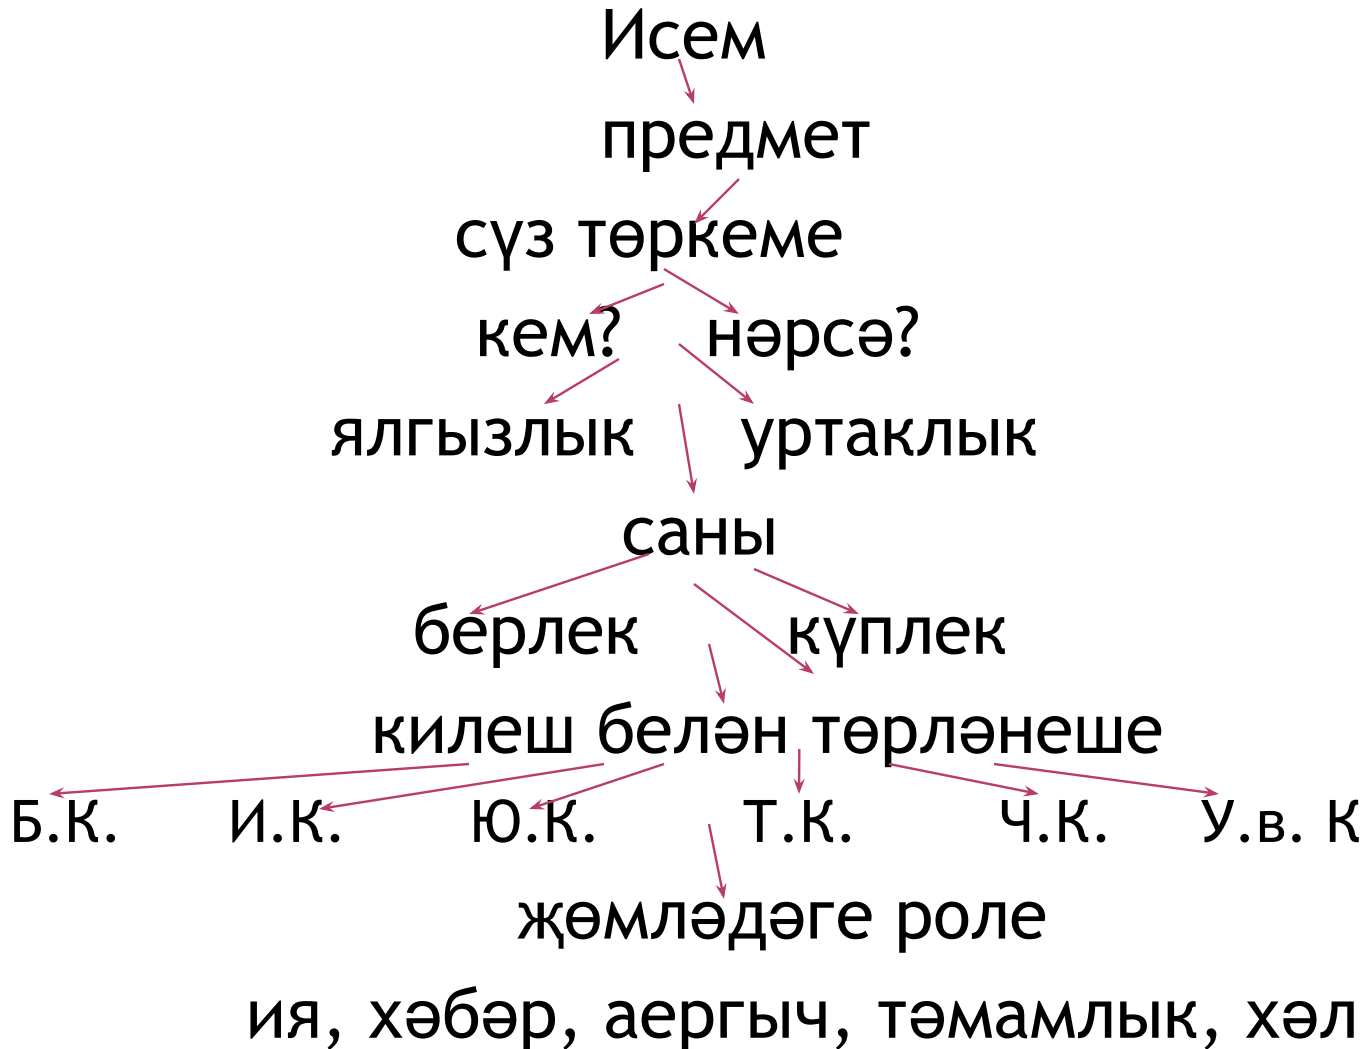 Исем
предмет
сүз төркеме
кем? нәрсә?
ялгызлык уртаклык
саны
берлек күплек
килеш белән төрләнеше
Б.К. И.К. Ю.К. Т.К. Ч.К. У.в. К
җөмләдәге роле
ия, хәбәр, аергыч, тәмамлык, хәл